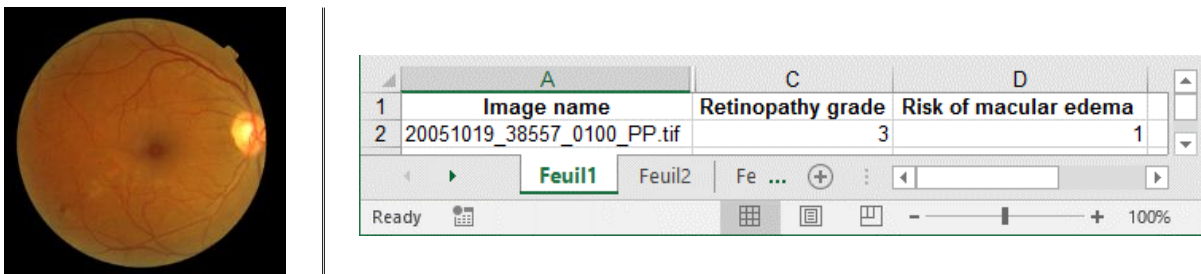 A C D
1 Image name Retinopathy grade Risk of macular edema
2 20051019_38557_0100_PP.tif 3 1
Feuil1 Feuil2 Fe ...
Ready 100%